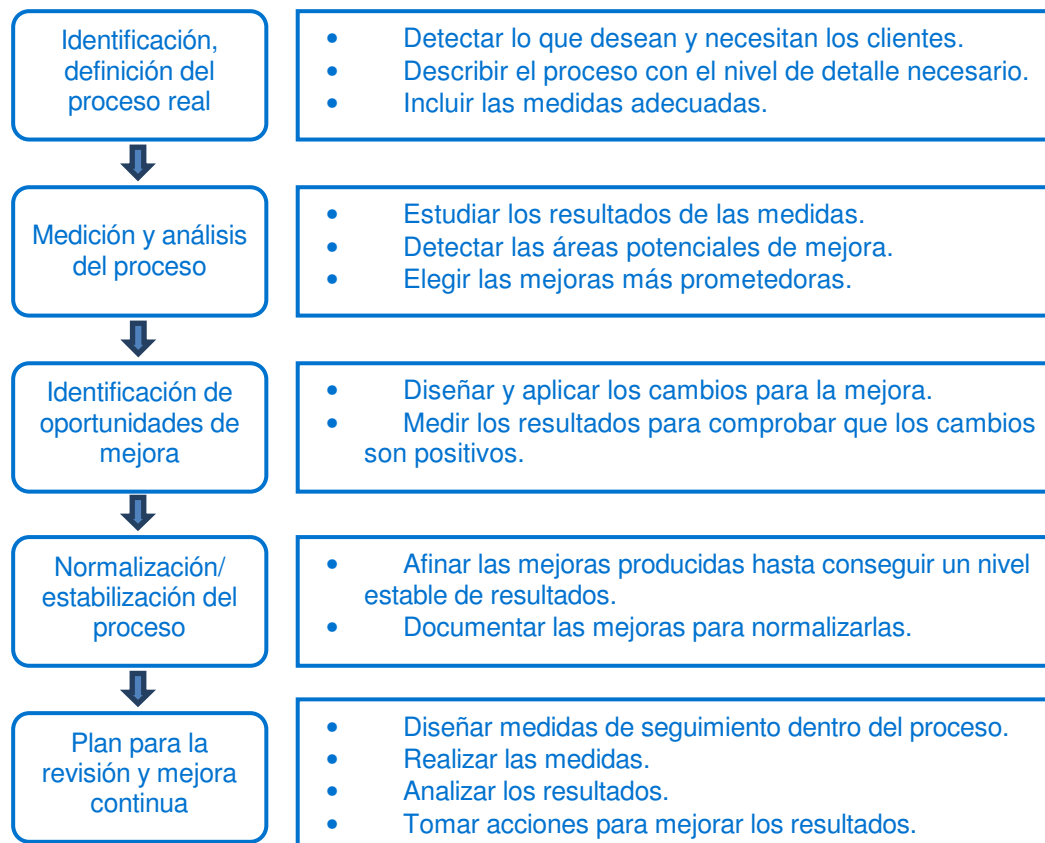 Identificación,
definición del
proceso real
• Detectar lo que desean y necesitan los clientes.
• Describir el proceso con el nivel de detalle necesario.
• Incluir las medidas adecuadas.
Medición y análisis
del proceso
• Estudiar los resultados de las medidas.
• Detectar las áreas potenciales de mejora.
• Elegir las mejoras más prometedoras.
Identificación de
oportunidades de
mejora
• Diseñar y aplicar los cambios para la mejora.
• Medir los resultados para comprobar que los cambios
son positivos.
Normalización/
estabilización del
proceso
• Afinar las mejoras producidas hasta conseguir un nivel
estable de resultados.
• Documentar las mejoras para normalizarlas.
Plan para la
revisión y mejora
continua
• Diseñar medidas de seguimiento dentro del proceso.
• Realizar las medidas.
• Analizar los resultados.
• Tomar acciones para mejorar los resultados.